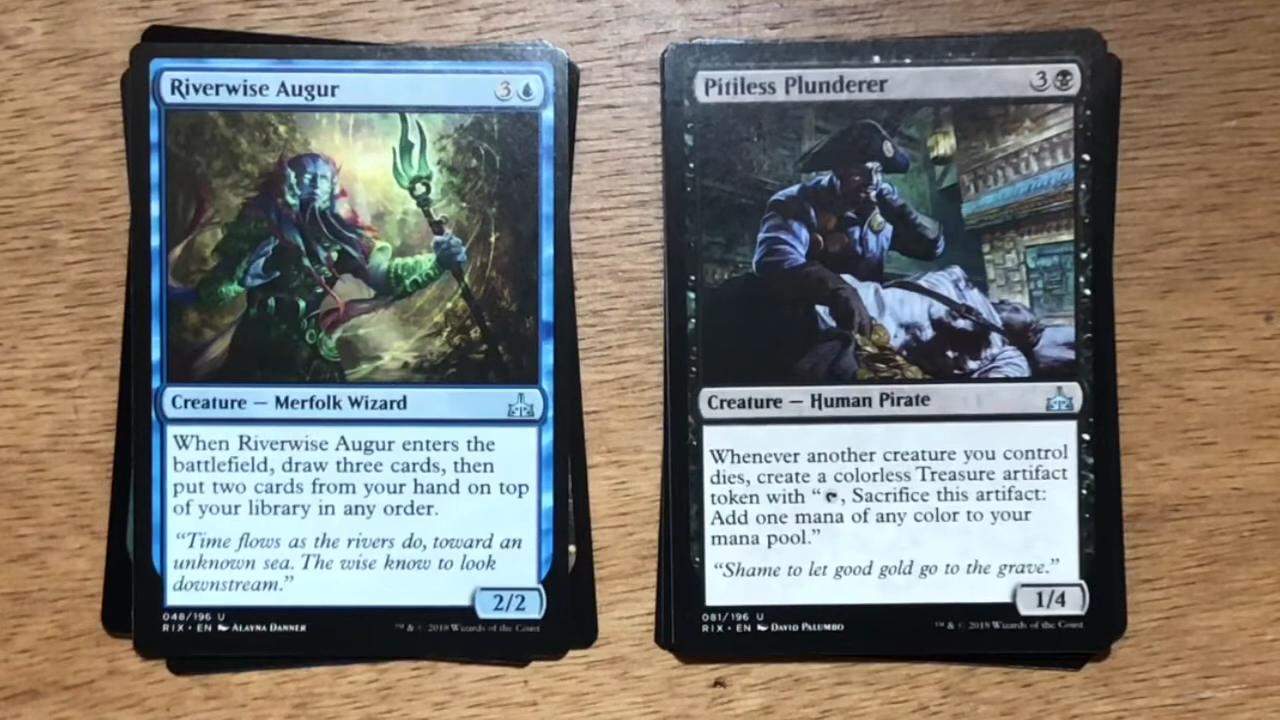 Riverwise Augur
3
Creature — Merfolk Wizard
When Riverwise Augur enters the
battlefield, draw three cards, then
put two cards from your hand on top
of your library in any order.
“Time flows as the rivers do, toward an
unknown sea. The wise know to look
downstream.”
2/2
048/196 U
RIX • EN Alayna Danner
™ & © 2018 Wizards of the Coast
Pitiless Plunderer
3
Creature — Human Pirate
Whenever another creature you control
dies, create a colorless Treasure artifact
token with “, Sacrifice this artifact:
Add one mana of any color to your
mana pool.”
“Shame to let good gold go to the grave.”
1/4
081/196 U
RIX • EN David Palumbo
™ & © 2018 Wizards of the Coast